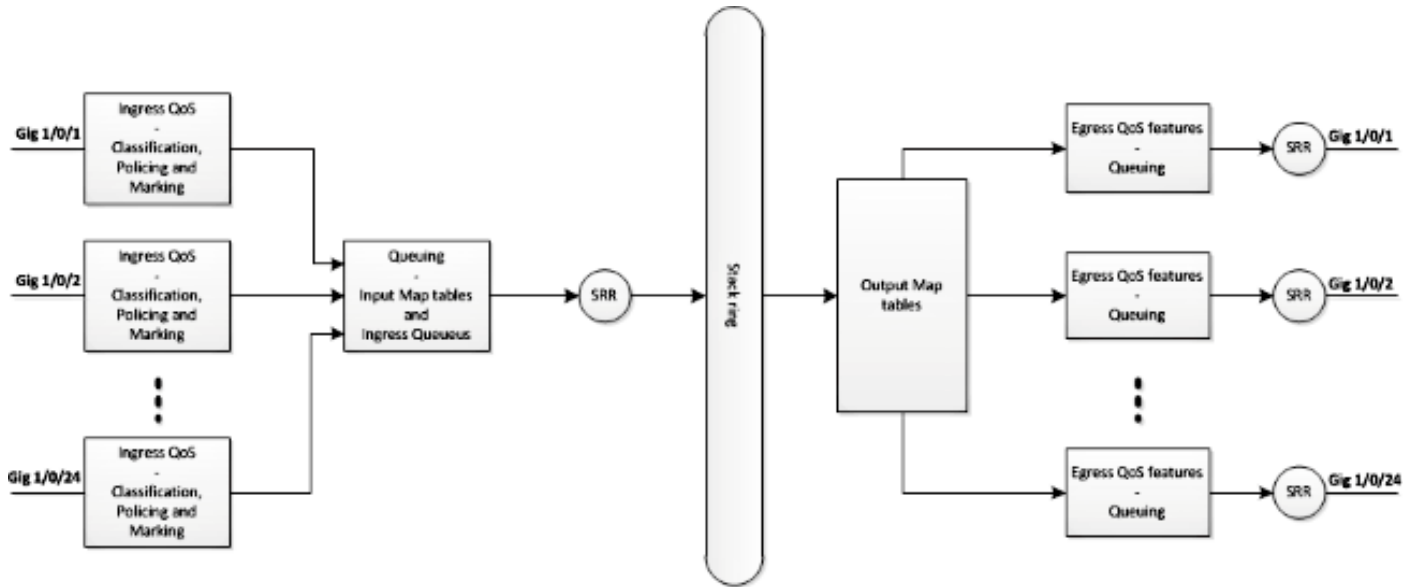 Gig 1/0/1
Ingress QoS
-
Classification,
Policing and
Marking
Gig 1/0/2
Ingress QoS
-
Classification,
Policing and
Marking
Gig 1/0/24
Ingress QoS
-
Classification,
Policing and
Marking
Queuing
-
Input Map tables
and
Ingress Queueus
SRR
Stack ring
Output Map
tables
Egress QoS features
-
Queuing
SRR
Gig 1/0/1
Egress QoS features
-
Queuing
SRR
Gig 1/0/2
Egress QoS features
-
Queuing
SRR
Gig 1/0/24